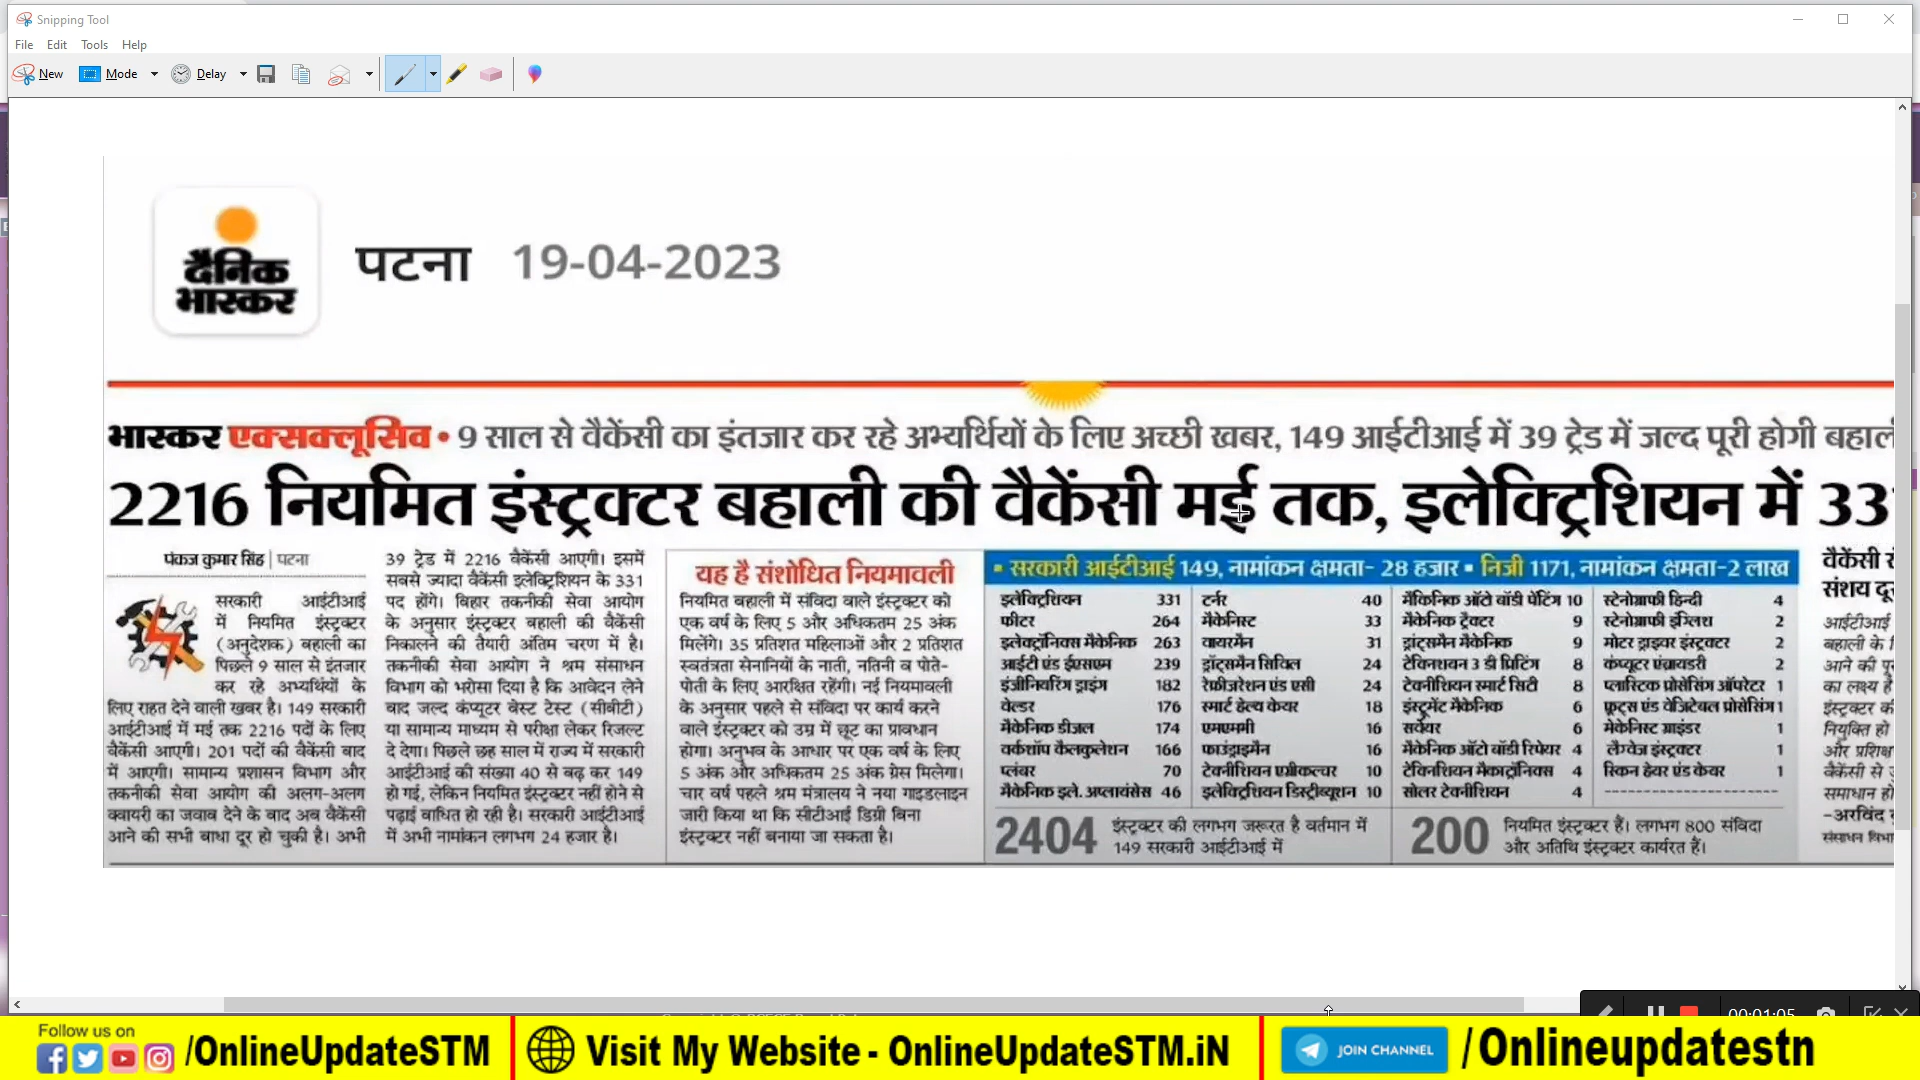 Snipping Tool
File Edit Tools Help
New Mode Delay
दैनिक
भास्कर
पटना 19-04-2023
भास्कर एक्सक्लूसिव • 9 साल से वैकेंसी का इंतजार कर रहे अभ्यर्थियों के लिए अच्छी खबर, 149 आईटीआई में 39 ट्रेड में जल्द पूरी होगी
2216 नियमित इंस्ट्रक्टर बहाली की वैकेंसी मई तक, इलेक्ट्रिशियन में 33
पंकज कुमार सिंह | पटना
सरकारी आईटीआई
में नियमित इंस्ट्रक्टर
(अनुदेशक) बहाली का
पिछले 9 साल से इंतजार
कर रहे अभ्यर्थियों के
लिए राहत देने वाली खबर है। 149 सरकारी
आईटीआई में मई तक 2216 पदों के लिए
वैकेंसी आएगी। 201 पदों की वैकेंसी बाद
में आएगी। सामान्य प्रशासन विभाग और
तकनीकी सेवा आयोग की अलग-अलग
क्वायरी का जवाब देने के बाद अब वैकेंसी
आने की सभी बाधा दूर हो चुकी है। अभी
39 ट्रेड में 2216 वैकेंसी आएगी। इसमें
सबसे ज्यादा वैकेंसी इलेक्ट्रिशियन के 331
पद होंगे। बिहार तकनीकी सेवा आयोग
के अनुसार इंस्ट्रक्टर बहाली की वैकेंसी
निकालने की तैयारी अंतिम चरण में है।
तकनीकी सेवा आयोग ने श्रम संसाधन
विभाग को भरोसा दिया है कि आवेदन लेने
बाद जल्द कंप्यूटर बेस्ट टेस्ट (सीबीटी)
या सामान्य माध्यम से परीक्षा लेकर रिजल्ट
दे देगा। पिछले छह साल में राज्य में सरकारी
आईटीआई की संख्या 40 से बढ़ कर 149
हो गई, लेकिन नियमित इंस्ट्रक्टर नहीं होने से
पढ़ाई बाधित हो रही है। सरकारी आईटीआई
में अभी नामांकन लगभग 24 हजार है।
यह है संशोधित नियमावली
नियमित बहाली में संविदा वाले इंस्ट्रक्टर को
एक वर्ष के लिए 5 और अधिकतम 25 अंक
मिलेंगे। 35 प्रतिशत महिलाओं और 2 प्रतिशत
स्वतंत्रता सेनानियों के नाती, नतिनी व पोते-
पोती के लिए आरक्षित रहेंगी। नई नियमावली
के अनुसार पहले से संविदा पर कार्य करने
वाले इंस्ट्रक्टर को उम्र में छूट का प्रावधान
होगा। अनुभव के आधार पर एक वर्ष के लिए
5 अंक और अधिकतम 25 अंक ग्रेस मिलेगा।
चार वर्ष पहले श्रम मंत्रालय ने नया गाइडलाइन
जारी किया था कि सीटीआई डिग्री बिना
इंस्ट्रक्टर नहीं बनाया जा सकता है।
▪ सरकारी आईटीआई 149, नामांकन क्षमता- 28 हजार ▪ निजी 1171, नामांकन क्षमता-2 लाख
इलेक्ट्रिशियन 331
फीटर 264
इलेक्ट्रॉनिक्स मैकेनिक 263
आईटी एंड ईएसएम 239
इंजीनियरिंग ड्राइंग 182
वेल्डर 176
मैकेनिक डीजल 174
वर्कशॉप कैलकुलेशन 166
प्लंबर 70
मैकेनिक इले. अप्लायंसेस 46
टर्नर 40
मैकेनिस्ट 33
वायरमैन 31
ड्रॉट्समैन सिविल 24
रेफ्रीजरेशन एंड एसी 24
स्मार्ट हेल्थ केयर 18
एमएमभी 16
फाउंड्राइमैन 16
टेक्नीशियन एग्रीकल्चर 10
इलेक्ट्रिशियन डिस्ट्रीब्यूशन 10
मैकिनिक ऑटो बॉडी पेंटिंग 10
मैकेनिक ट्रैक्टर 9
ड्राट्समैन मैकेनिक 9
टेक्निशयन 3 डी प्रिटिंग 8
टेक्नीशियन स्मार्ट सिटी 8
इंस्ट्रूमेंट मैकेनिक 6
सर्वेयर 6
मैकेनिक ऑटो बॉडी रिपेयर 4
टेक्निशियन मैकाट्रॉनिक्स 4
सोलर टेक्नीशियन 4
स्टेनोग्राफी हिन्दी 4
स्टेनोग्राफी इंग्लिश 2
मोटर ड्राइवर इंस्ट्रक्टर 2
कंप्यूटर एंब्रायडरी 2
प्लास्टिक प्रोसेसिंग ऑपरेटर 1
फ्रूट्स एंड वेजिटेबल प्रोसेसिंग 1
मेकेनिस्ट ग्राइंडर 1
लैंग्वेज इंस्ट्रक्टर 1
स्किन हेयर एंड केयर 1
2404 इंस्ट्रक्टर की लगभग जरूरत है वर्तमान में
149 सरकारी आईटीआई में
200 नियमित इंस्ट्रक्टर हैं। लगभग 800 संविदा
और अतिथि इंस्ट्रक्टर कार्यरत हैं।
वैकेंसी
संशय
आईटीआई
बहाली के
आने की
का लक्ष्य है
इंस्ट्रक्टर
नियुक्ति हो
और
वैकेंसी से
समाधान हो
-अरविंद
संसाधन
00:01:05
Follow us on
/OnlineUpdateSTM
Visit My Website - OnlineUpdateSTM.iN
JOIN CHANNEL
/Onlineupdatestn